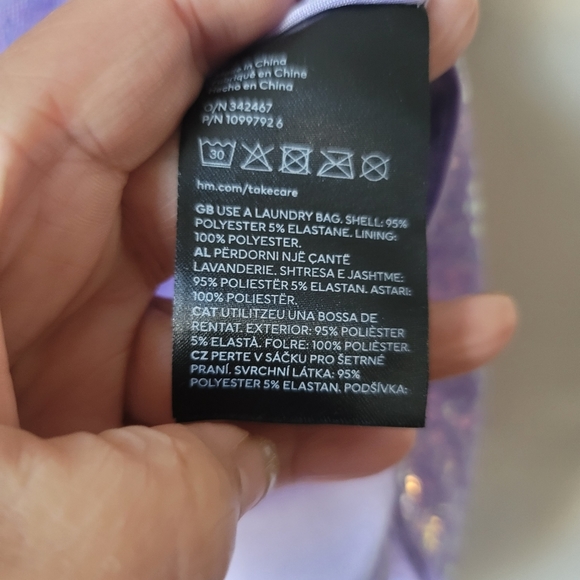 in China
en Chine
en China
O/N 342467
P/N 1099792 6
30
hm.com/takecare
GB USE A LAUNDRY BAG. SHELL: 95%
POLYESTER 5% ELASTANE. LINING:
100% POLYESTER.
AL PËRDORNI NJË ÇANTË
LAVANDERIE. SHTRESA E JASHTME:
95% POLIESTËR 5% ELASTAN. ASTARI:
100% POLIESTËR.
CAT UTILITZEU UNA BOSSA DE
RENTAT. EXTERIOR: 95% POLIÈSTER
5% ELASTÀ. FOLRE: 100% POLIÈSTER.
CZ PERTE V SÁČKU PRO ŠETRNÉ
PRANÍ. SVRCHNÍ LÁTKA: 95%
POLYESTER 5% ELASTAN. PODŠÍVKA: